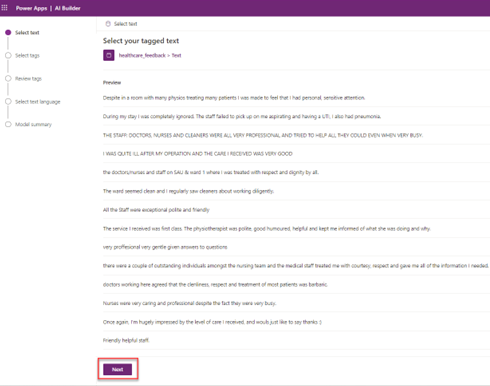 Power Apps | AI Builder
Select text
Select tags
Review tags
Select text language
Model summary
Select text
Select your tagged text
healthcare_feedback > Text
Preview
Despite in a room with many physics treating many patients I was made to feel that I had personal, sensitive attention.
During my stay I was completely ignored. The staff failed to pick up on me aspirating and having a UTI. I also had pneumonia.
THE STAFF: DOCTORS, NURSES AND CLEANERS WERE ALL VERY PROFESSIONAL AND TRIED TO HELP ALL THEY COULD EVEN WHEN VERY BUSY.
I WAS QUITE ILL AFTER MY OPERATION AND THE CARE I RECEIVED WAS VERY GOOD
the doctors/nurses and staff on SAU & ward 1 where I was treated with respect and dignity by all.
The ward seemed clean and I regularly saw cleaners about working diligently.
All the Staff were exceptional polite and friendly
The service I received was first class. The physiotherapist was polite, good humoured, helpful and kept me informed of what she was doing and why.
very proffesional very gentle given answers to questions
there were a couple of outstanding individuals amongst the nursing team and the medical staff treated me with courtesy, respect and gave me all of the information I needed.
doctors working here agreed that the clenliness, respect and treatment of most patients was barbaric.
Nurses were very caring and professional despite the fact they were very busy.
Once again, I'm hugely impressed by the level of care I received, and would just like to say thanks :)
Friendly helpful staff.
Next